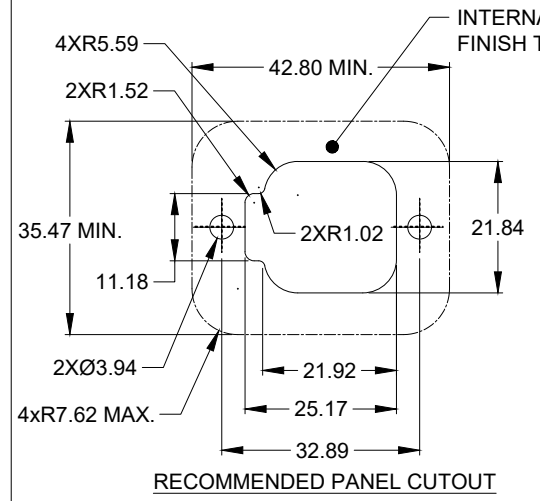 INTERNA
FINISH T
4XR5.59
42.80 MIN.
2XR1.52
35.47 MIN.
2XR1.02
21.84
11.18
2XØ3.94
21.92
4xR7.62 MAX.
25.17
32.89
RECOMMENDED PANEL CUTOUT